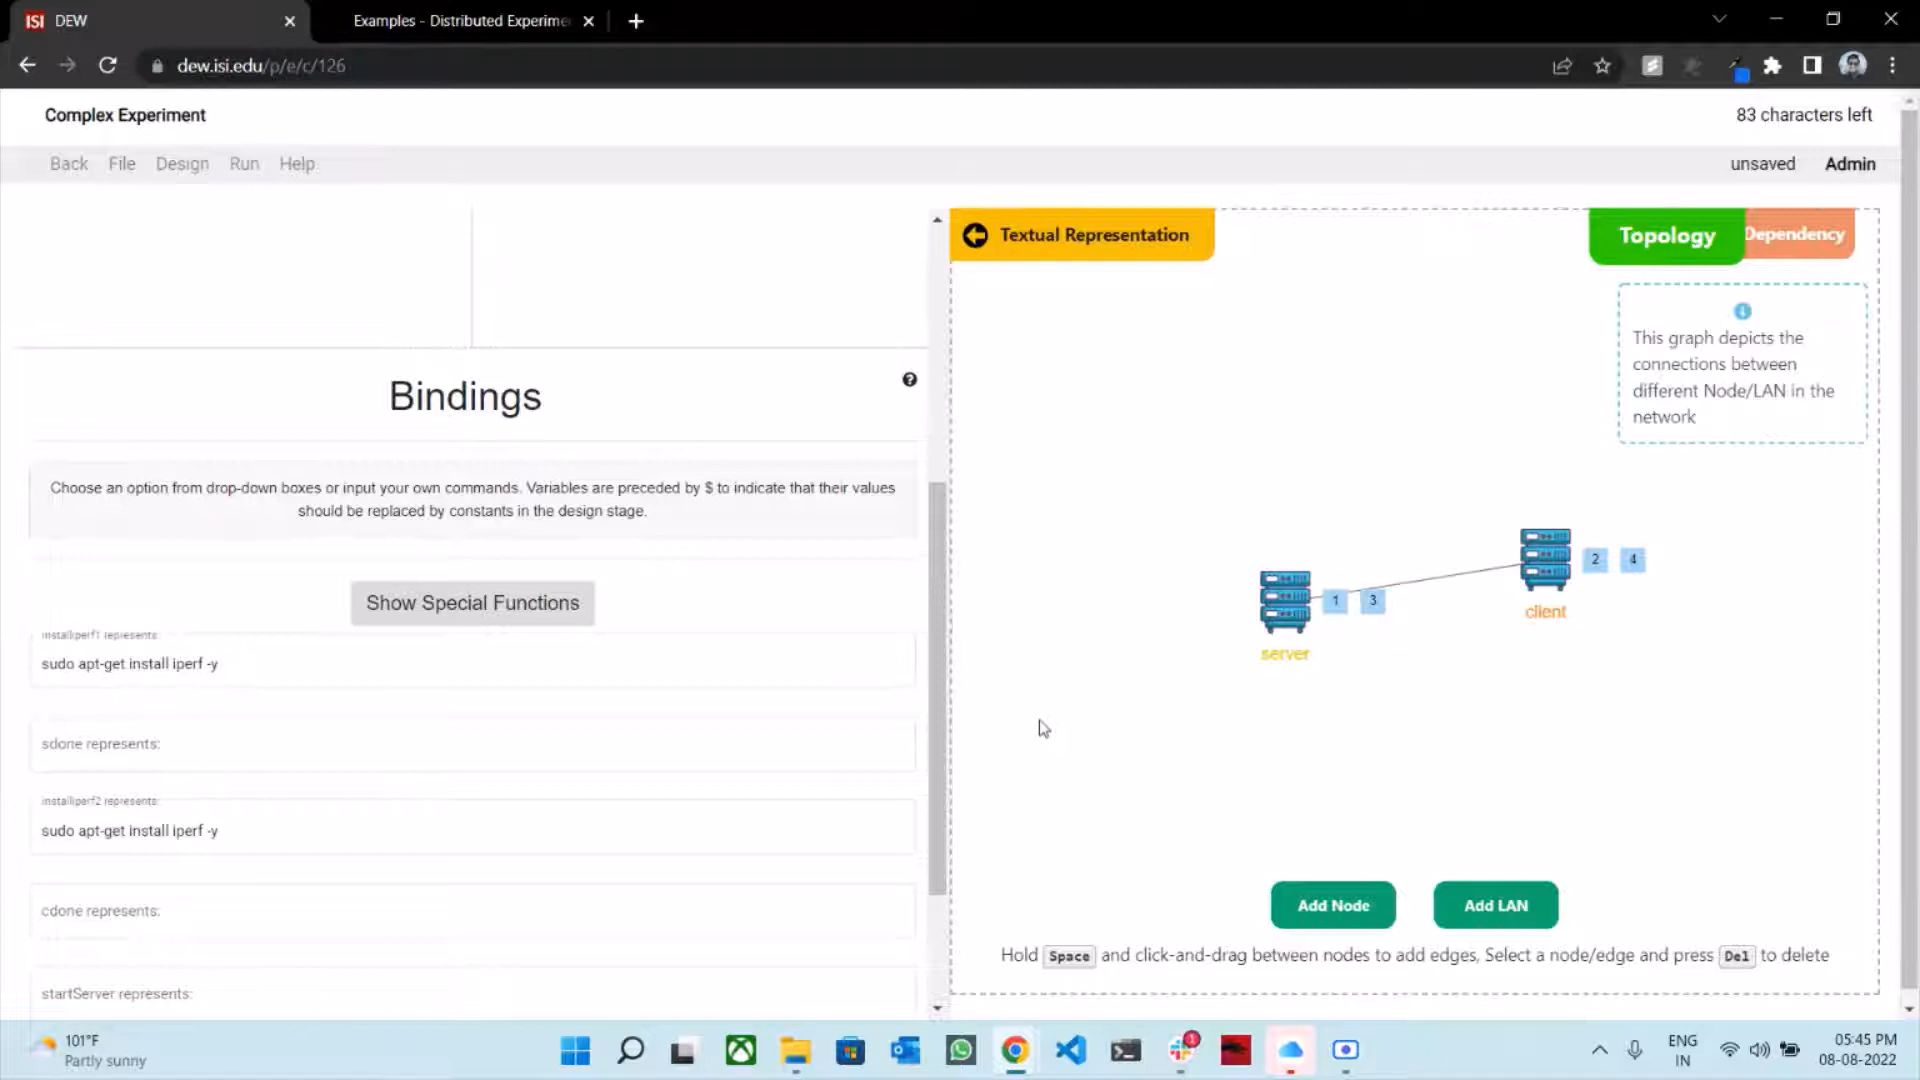 ISI DEW
Examples - Distributed Experime
dew.isi.edu/p/e/c/126
Complex Experiment
83 characters left
Back File Design Run Help
unsaved Admin
Textual Representation
Topology
Dependency
This graph depicts the
connections between
different Node/LAN in the
network
Bindings
Choose an option from drop-down boxes or input your own commands. Variables are preceded by $ to indicate that their values
should be replaced by constants in the design stage.
Show Special Functions
installiperf1 represents:
sudo apt-get install iperf -y
sdone represents:
installiperf2 represents:
sudo apt-get install iperf -y
cdone represents:
startServer represents:
2 4
client
1 3
server
Add Node
Add LAN
Hold Space and click-and-drag between nodes to add edges, Select a node/edge and press Del to delete
101°F
Partly sunny
1
ENG
IN
05:45 PM
08-08-2022